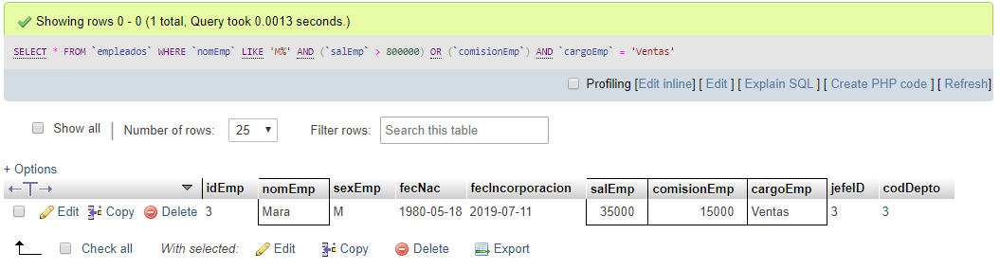 Showing rows 0 - 0 (1 total, Query took 0.0013 seconds.)
SELECT * FROM `empleados` WHERE `nomEmp` LIKE 'M%' AND (`salEmp` > 800000) OR (`comisionEmp`) AND `cargoEmp` = 'Ventas'
Profiling [Edit inline] [ Edit ] [ Explain SQL ] [ Create PHP code ] [ Refresh]
Show all | Number of rows: 25 Filter rows: Search this table
+ Options
idEmp nomEmp sexEmp fecNac fecIncorporacion salEmp comisionEmp cargoEmp jefeID codDepto
Edit Copy Delete 3 Mara M 1980-05-18 2019-07-11 35000 15000 Ventas 3 3
Check all With selected: Edit Copy Delete Export